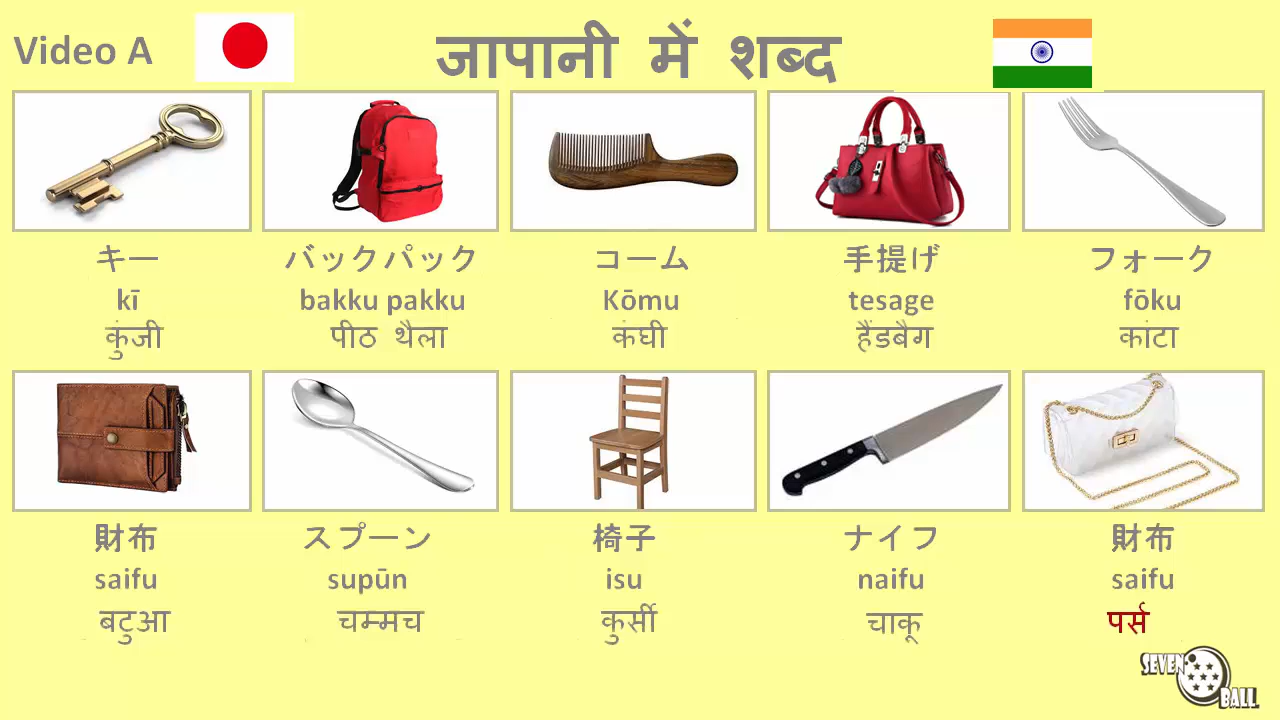 Video A
जापानी में शब्द
キー
kī
कुंजी
バックパック
bakku pakku
पीठ थैला
コーム
Kōmu
कंघी
手提げ
tesage
हैंडबैग
フォーク
fōku
कांटा
財布
saifu
बटुआ
スプーン
supūn
चम्मच
椅子
isu
कुर्सी
ナイフ
naifu
चाकू
財布
saifu
पर्स
SEVEN
BALL